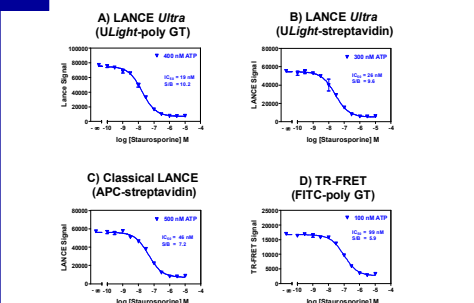 A) LANCE Ultra
(ULight-poly GT)
100000
80000
60000
40000
20000
0
Lance Signal
400 nM ATP
IC50 = 19 nM
S/B = 10.2
- ∞ -10 -9 -8 -7 -6 -5 -4
log [Staurosporine] M
B) LANCE Ultra
(ULight-streptavidin)
80000
60000
40000
20000
0
LANCE Signal
300 nM ATP
IC50 = 26 nM
S/B = 9.6
- ∞ -10 -9 -8 -7 -6 -5 -4
log [Staurosporine] M
C) Classical LANCE
(APC-streptavidin)
80000
60000
40000
20000
0
LANCE Signal
500 nM ATP
IC50 = 46 nM
S/B = 7.2
- ∞ -10 -9 -8 -7 -6 -5 -4
log [Staurosporine] M
D) TR-FRET
(FITC-poly GT)
25000
20000
15000
10000
5000
0
TR-FRET Signal
100 nM ATP
IC50 = 99 nM
S/B = 5.9
- ∞ -10 -9 -8 -7 -6 -5 -4
log [Staurosporine] M